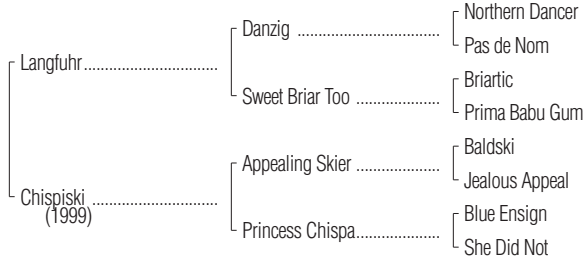 Northern Dancer
Danzig ......................................
Pas de Nom
Langfuhr..............................
Briartic
Sweet Briar Too ......................
Prima Babu Gum
Baldski
Appealing Skier ......................
Jealous Appeal
Chispiski ............................
(1999)
Blue Ensign
Princess Chispa......................
She Did Not